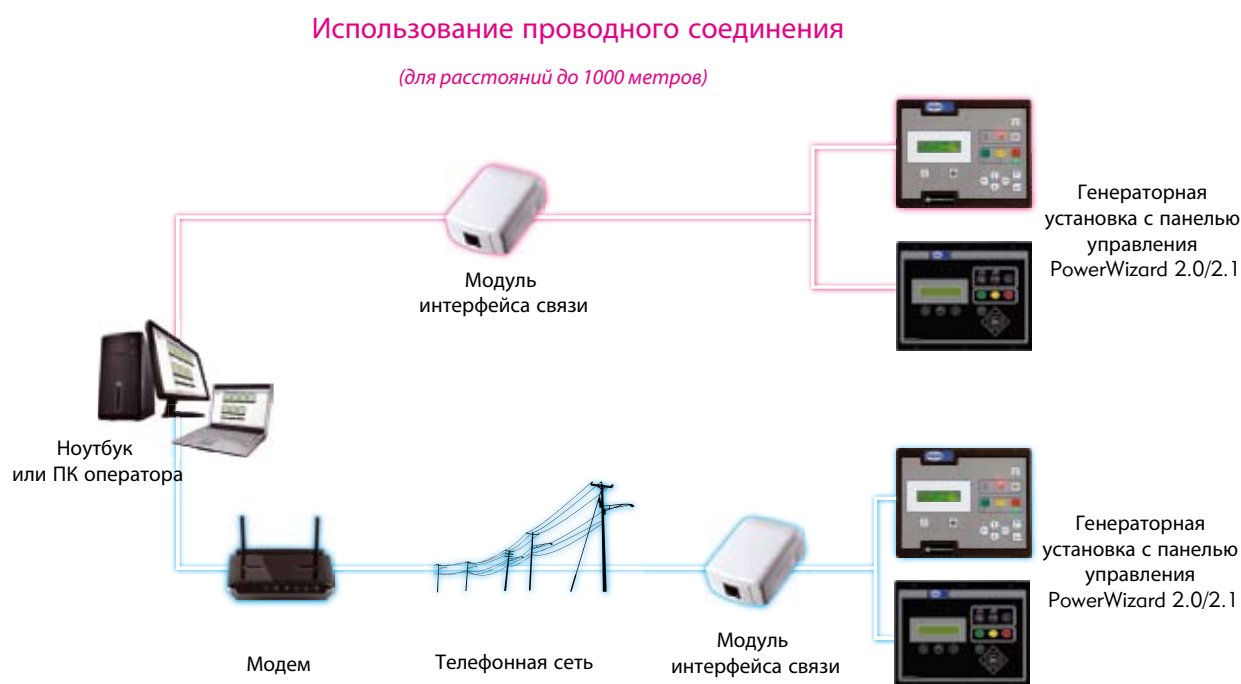 Использование проводного соединения
(для расстояний до 1000 метров)
Модуль
интерфейса связи
Генераторная
установка с панелью
управления
PowerWizard 2.0/2.1
Ноутбук
или ПК оператора
Модем
Телефонная сеть
Модуль
интерфейса связи
Генераторная
установка с панелью
управления
PowerWizard 2.0/2.1